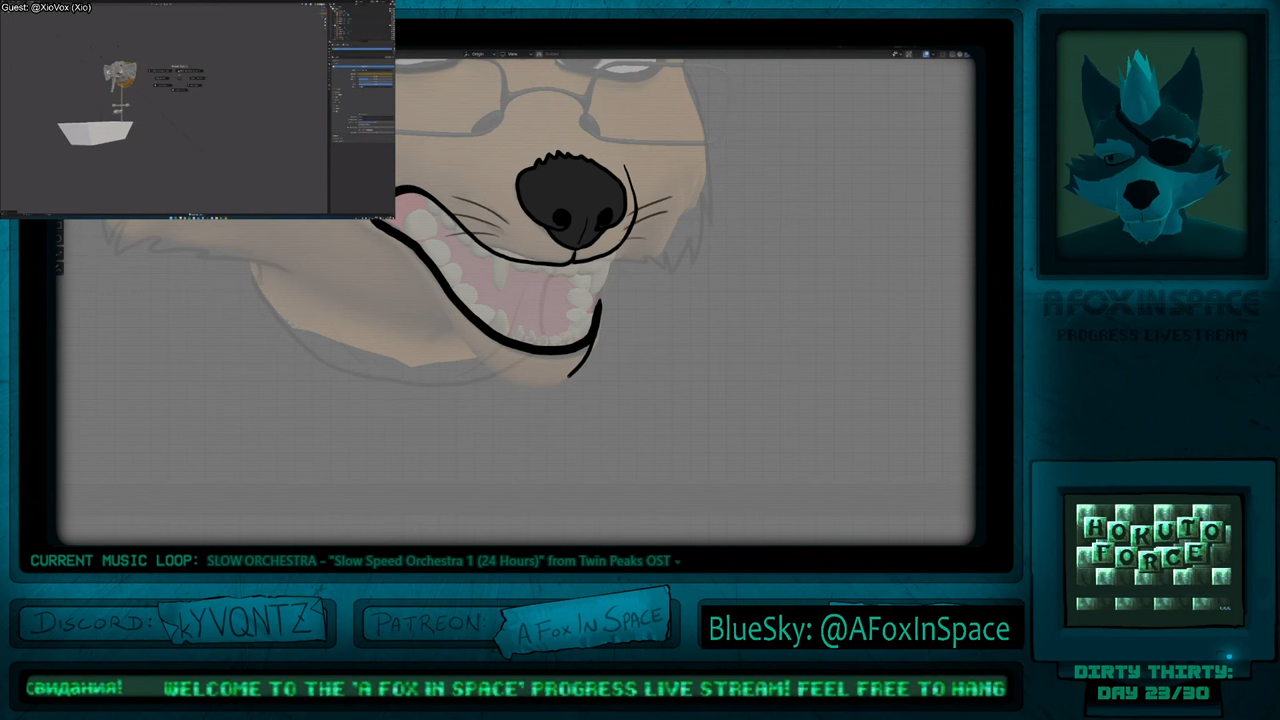 Guest: @XioVox (Xio)
Origin
View
A FOX IN SPACE
PROGRESS LIVESTREAM
HOKUTO
FORCE
CURRENT MUSIC LOOP: SLOW ORCHESTRA - "Slow Speed Orchestra 1 (24 Hours)" from Twin Peaks OST -
DISCORD: kYVQNTZ
PATREON: A FOX IN SPACE
BlueSky: @AFoxInSpace
свидания! WELCOME TO THE 'A FOX IN SPACE' PROGRESS LIVE STREAM! FEEL FREE TO HANG
DIRTY THIRTY:
DAY 23/30